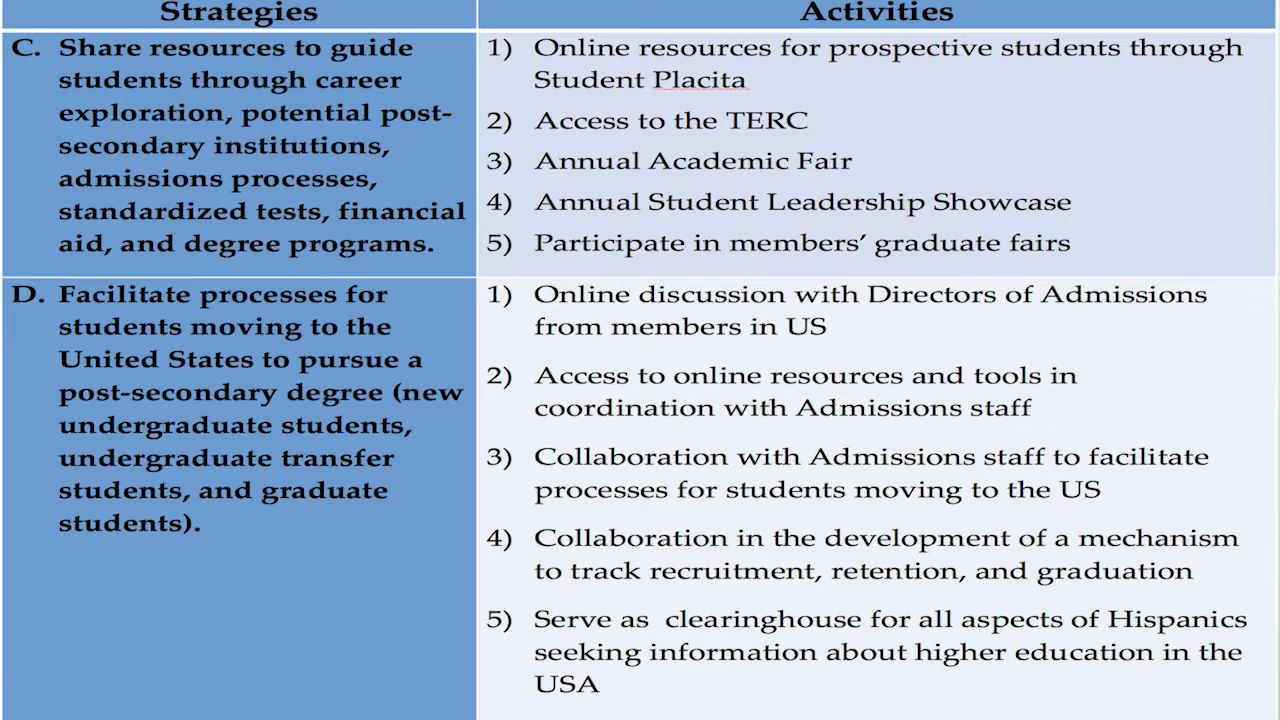 Strategies
Activities
C. Share resources to guide
students through career
exploration, potential post-
secondary institutions,
admissions processes,
standardized tests, financial
aid, and degree programs.
1) Online resources for prospective students through
Student Placita
2) Access to the TERC
3) Annual Academic Fair
4) Annual Student Leadership Showcase
5) Participate in members’ graduate fairs
D. Facilitate processes for
students moving to the
United States to pursue a
post-secondary degree (new
undergraduate students,
undergraduate transfer
students, and graduate
students).
1) Online discussion with Directors of Admissions
from members in US
2) Access to online resources and tools in
coordination with Admissions staff
3) Collaboration with Admissions staff to facilitate
processes for students moving to the US
4) Collaboration in the development of a mechanism
to track recruitment, retention, and graduation
5) Serve as  clearinghouse for all aspects of Hispanics
seeking information about higher education in the
USA